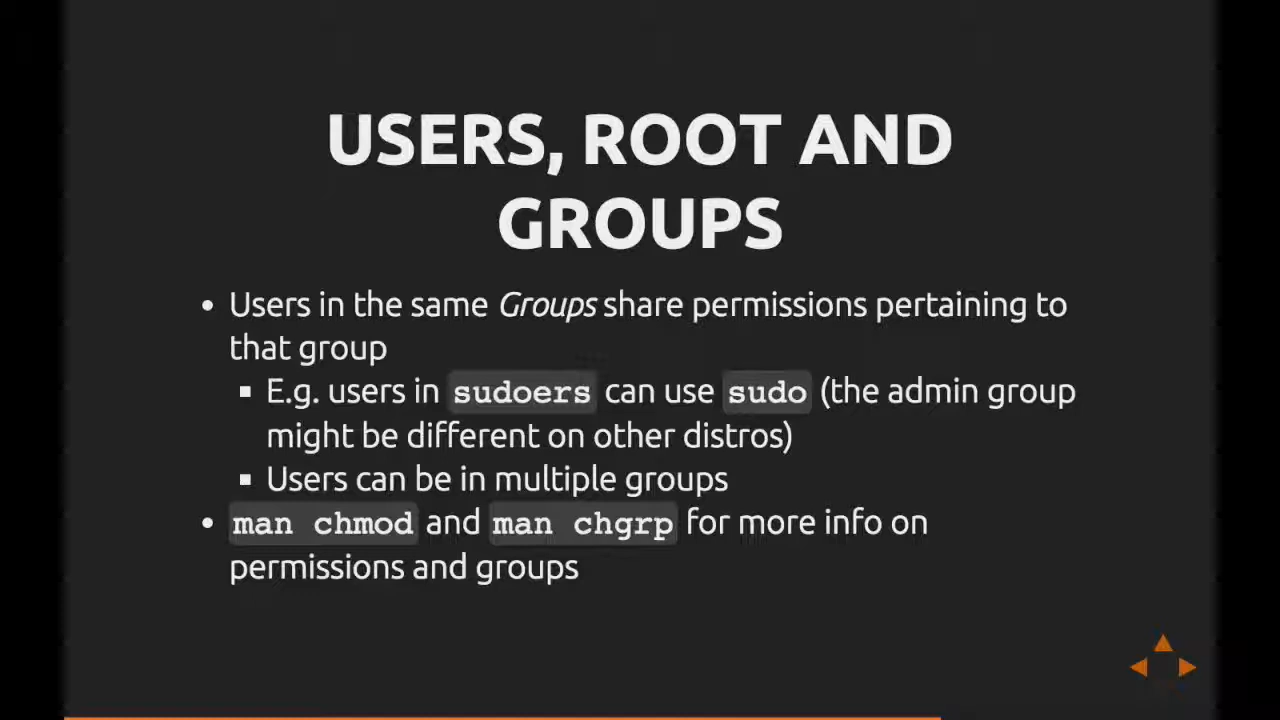 USERS, ROOT AND
GROUPS
• Users in the same Groups share permissions pertaining to
that group
▪ E.g. users in sudoers can use sudo (the admin group
might be different on other distros)
▪ Users can be in multiple groups
• man chmod and man chgrp for more info on
permissions and groups